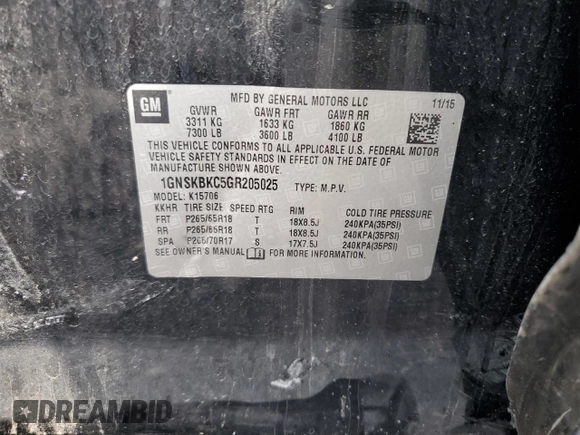 GM
MFD BY GENERAL MOTORS LLC
11/15
GVWR GAWR FRT GAWR RR
3311 KG 1633 KG 1860 KG
7300 LB 3600 LB 4100 LB
THIS VEHICLE CONFORMS TO ALL APPLICABLE U.S. FEDERAL MOTOR
VEHICLE SAFETY STANDARDS IN EFFECT ON THE DATE OF
MANUFACTURE SHOWN ABOVE.
1GNSKBKC5GR205025 TYPE: M.P.V.
MODEL: K15706
KKHR TIRE SIZE SPEED RTG RIM COLD TIRE PRESSURE
FRT P265/65R18 T 18X8.5J 240KPA(35PSI)
RR P265/65R18 T 18X8.5J 240KPA(35PSI)
SPA P265/70R17 S 17X7.5J 240KPA(35PSI)
SEE OWNER'S MANUAL FOR MORE INFORMATION.
DREAMBID